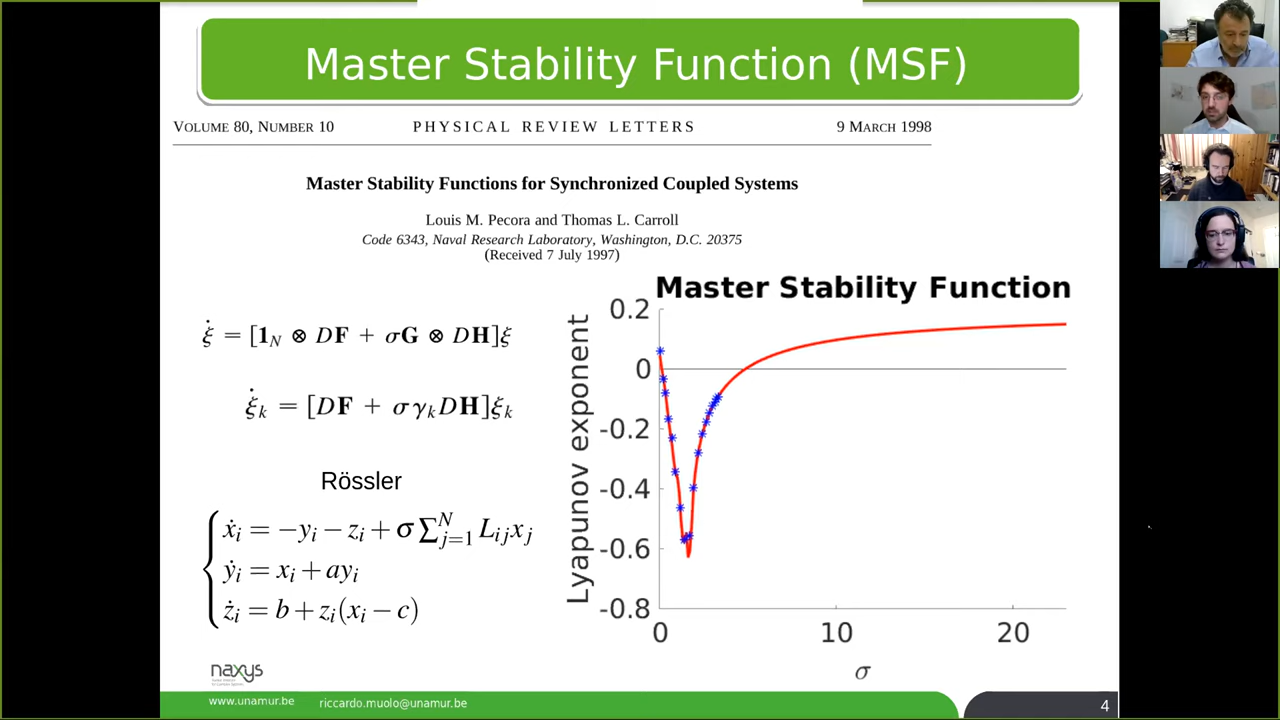 Master Stability Function (MSF)
VOLUME 80, NUMBER 10 PHYSICAL REVIEW LETTERS 9 MARCH 1998
Master Stability Functions for Synchronized Coupled Systems
Louis M. Pecora and Thomas L. Carroll
Code 6343, Naval Research Laboratory, Washington, D.C. 20375
(Received 7 July 1997)
ξ̇ = [1_N ⊗ DF + σG ⊗ DH]ξ
ξ̇_k = [DF + σγ_kDH]ξ_k
Rössler
ẋ_i = −y_i − z_i + σ∑_{j=1}^N L_{ij}x_j
ẏ_i = x_i + ay_i
ż_i = b + z_i(x_i − c)
Master Stability Function
Lyapunov exponent
0.2
0
-0.2
-0.4
-0.6
-0.8
0 10 20
σ
naxys
www.unamur.be riccardo.muolo@unamur.be 4